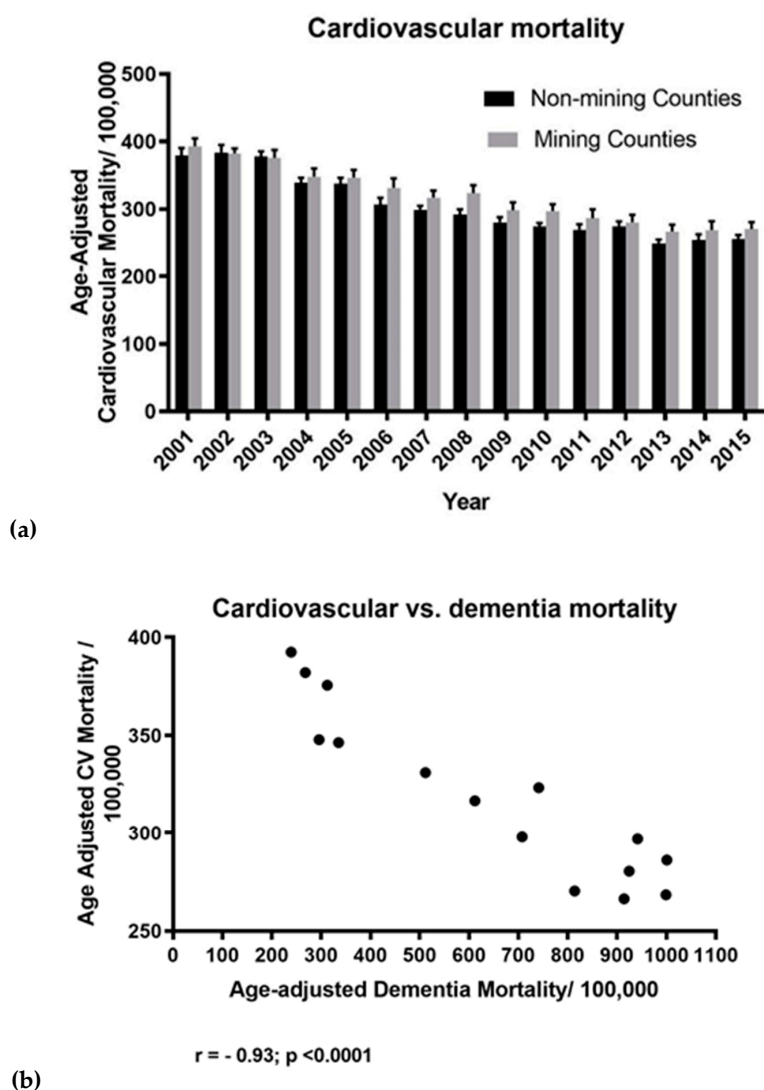 Cardiovascular mortality
Age-Adjusted
Cardiovascular Mortality/ 100,000
500
400
300
200
100
0
Non-mining Counties
Mining Counties
2001 2002 2003 2004 2005 2006 2007 2008 2009 2010 2011 2012 2013 2014 2015
Year
(a)
Cardiovascular vs. dementia mortality
Age Adjusted CV Mortality /
100,000
400
350
300
250
0 100 200 300 400 500 600 700 800 900 1000 1100
Age-adjusted Dementia Mortality/ 100,000
r = - 0.93; p <0.0001
(b)